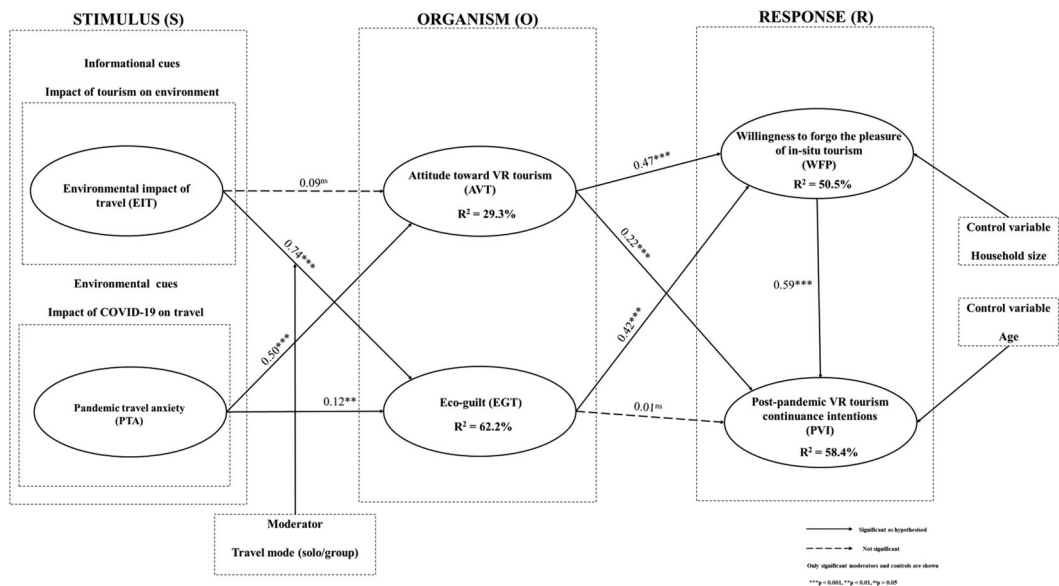 STIMULUS (S)
ORGANISM (O)
RESPONSE (R)
Informational cues
Impact of tourism on environment
Environmental impact of
travel (EIT)
Environmental cues
Impact of COVID-19 on travel
Pandemic travel anxiety
(PTA)
0.09ns
0.74***
0.50***
0.12**
Moderator
Travel mode (solo/group)
Attitude toward VR tourism
(AVT)
R² = 29.3%
Eco-guilt (EGT)
R² = 62.2%
0.47***
0.22***
0.42***
0.01ns
Willingness to forgo the pleasure
of in-situ tourism
(WFP)
R² = 50.5%
0.59***
Post-pandemic VR tourism
continuance intentions
(PVI)
R² = 58.4%
Control variable
Household size
Control variable
Age
Significant as hypothesised
Not significant
Only significant moderators and controls are shown
***p < 0.001, **p < 0.01, nsp > 0.05